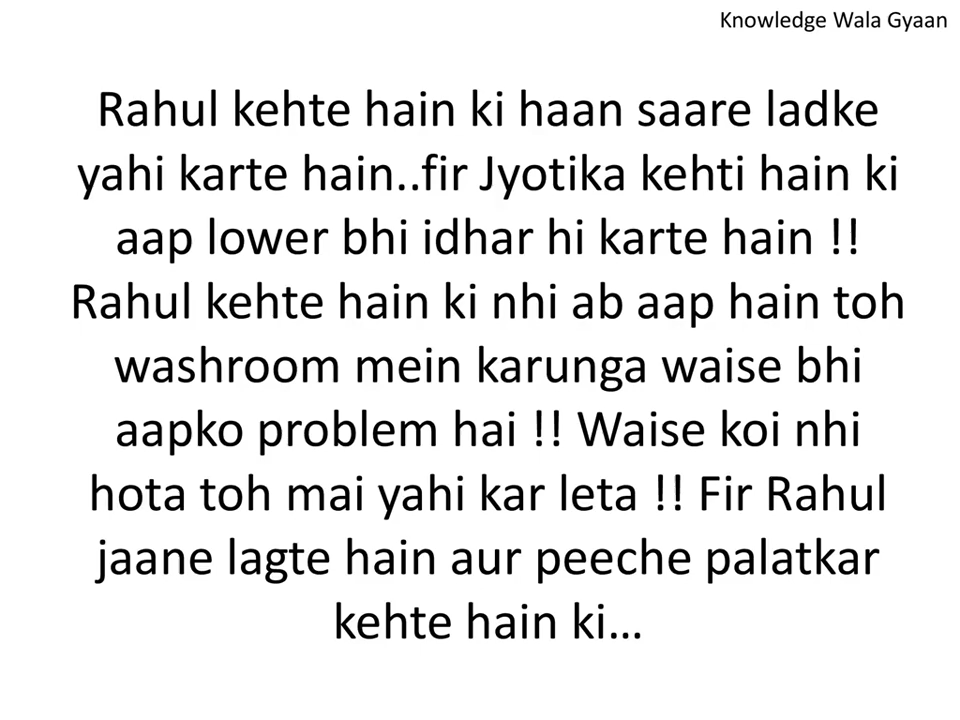 Knowledge Wala Gyaan
Rahul kehte hain ki haan saare ladke
yahi karte hain..fir Jyotika kehti hain ki
aap lower bhi idhar hi karte hain !!
Rahul kehte hain ki nhi ab aap hain toh
washroom mein karunga waise bhi
aapko problem hai !! Waise koi nhi
hota toh mai yahi kar leta !! Fir Rahul
jaane lagte hain aur peeche palatkar
kehte hain ki...